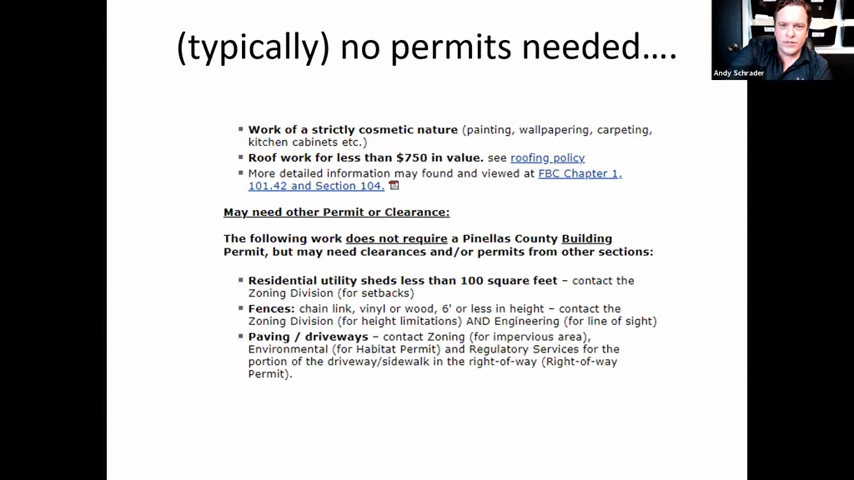 (typically) no permits needed....
Andy Schrader
Work of a strictly cosmetic nature (painting, wallpapering, carpeting,
kitchen cabinets etc.)
Roof work for less than $750 in value. see roofing policy
More detailed information may found and viewed at FBC Chapter 1,
101.42 and Section 104.
May need other Permit or Clearance:
The following work does not require a Pinellas County Building
Permit, but may need clearances and/or permits from other sections:
Residential utility sheds less than 100 square feet – contact the
Zoning Division (for setbacks)
Fences: chain link, vinyl or wood, 6' or less in height – contact the
Zoning Division (for height limitations) AND Engineering (for line of sight)
Paving / driveways – contact Zoning (for impervious area),
Environmental (for Habitat Permit) and Regulatory Services for the
portion of the driveway/sidewalk in the right-of-way (Right-of-way
Permit).